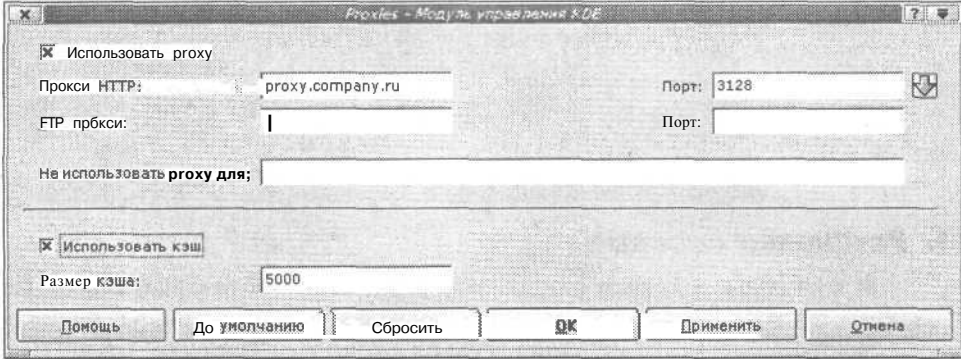 Proxies - Модуль управления KDE ?
Использовать proxy
Прокси HTTP: proxy.company.ru Порт: 3128
FTP прбкси: Порт:
Не использовать proxy для;
Использовать кэш
Размер кэша: 5000
Помощь До умолчанию Сбросить OK Применить Отмена